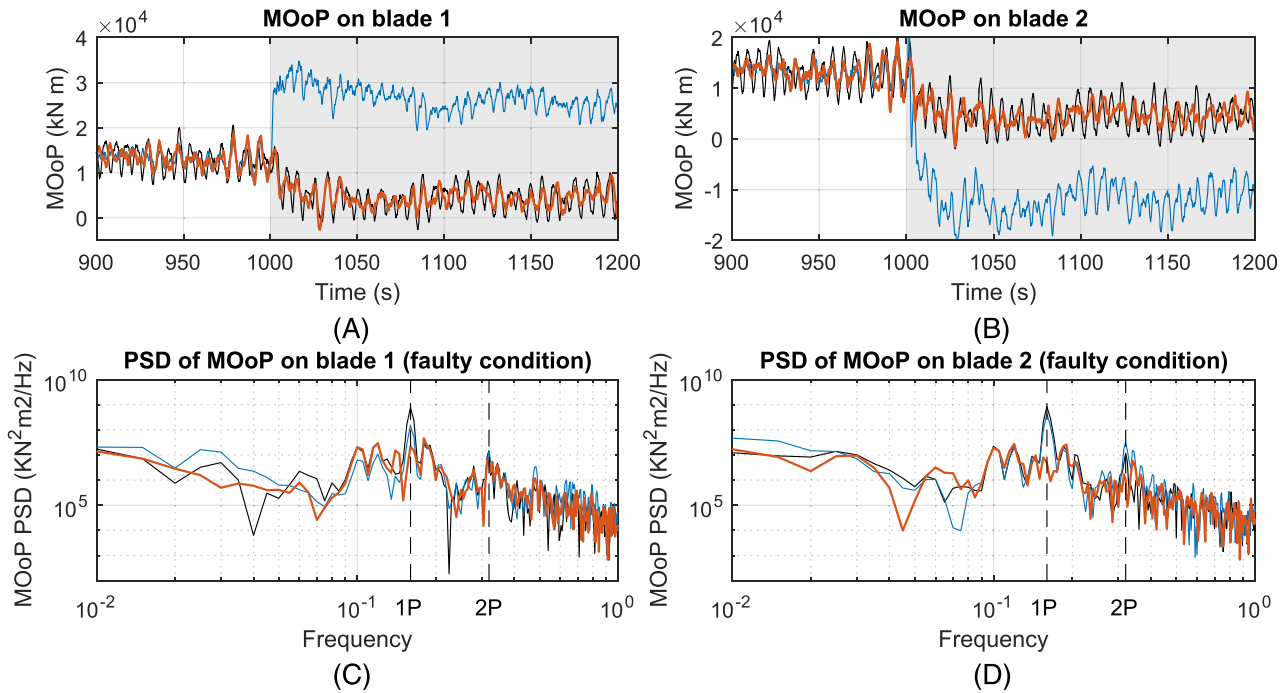 MOoP on blade 1
×10⁴
MOoP (kN m)
4
3
2
1
0
900 950 1000 1050 1100 1150 1200
Time (s)
(A)
MOoP on blade 2
×10⁴
MOoP (kN m)
2
1
0
-1
-2
900 950 1000 1050 1100 1150 1200
Time (s)
(B)
PSD of MOoP on blade 1 (faulty condition)
MOoP PSD (KN²m2/Hz)
10¹⁰
10⁵
10⁻² 10⁻¹ 1P 2P 10⁰
Frequency
(C)
PSD of MOoP on blade 2 (faulty condition)
MOoP PSD (KN²m2/Hz)
10¹⁰
10⁵
10⁻² 10⁻¹ 1P 2P 10⁰
Frequency
(D)